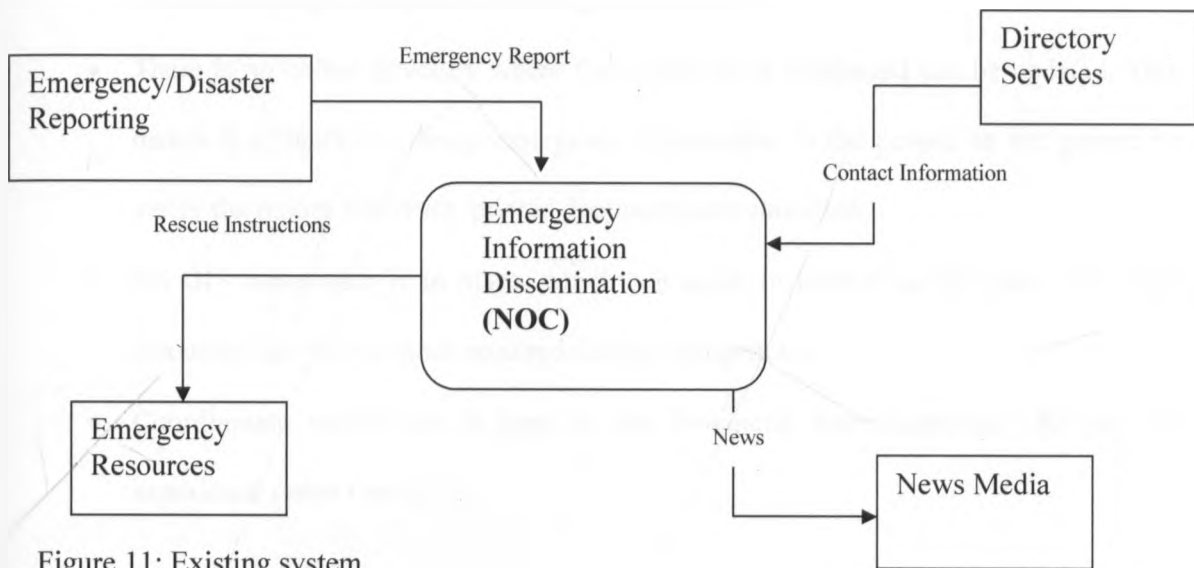 Emergency Report
Directory
Services
Emergency/Disaster
Reporting
Contact Information
Rescue Instructions
Emergency
Information
Dissemination
(NOC)
Emergency
Resources
News
News Media
Figure 11: Existing system